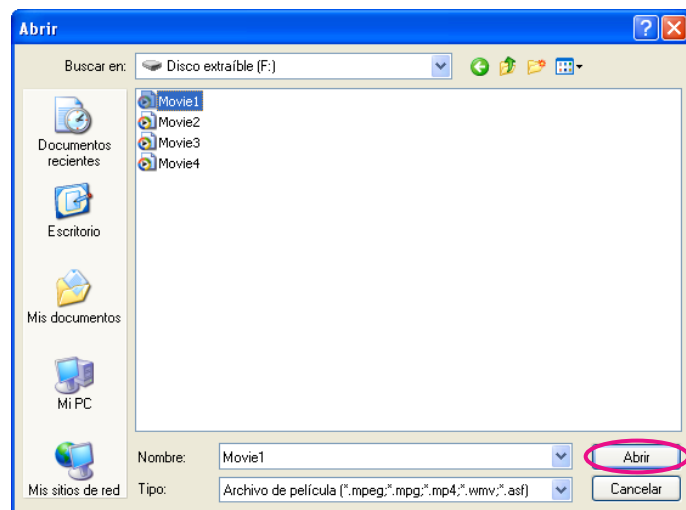 Abrir
Buscar en: Disco extraíble (F:)
Movie1
Movie2
Movie3
Movie4
Documentos
recientes
Escritorio
Mis documentos
Mi PC
Mis sitios de red
Nombre: Movie1 Abrir
Tipo: Archivo de película (*.mpeg;*.mpg;*.mp4;*.wmv;*.asf) Cancelar